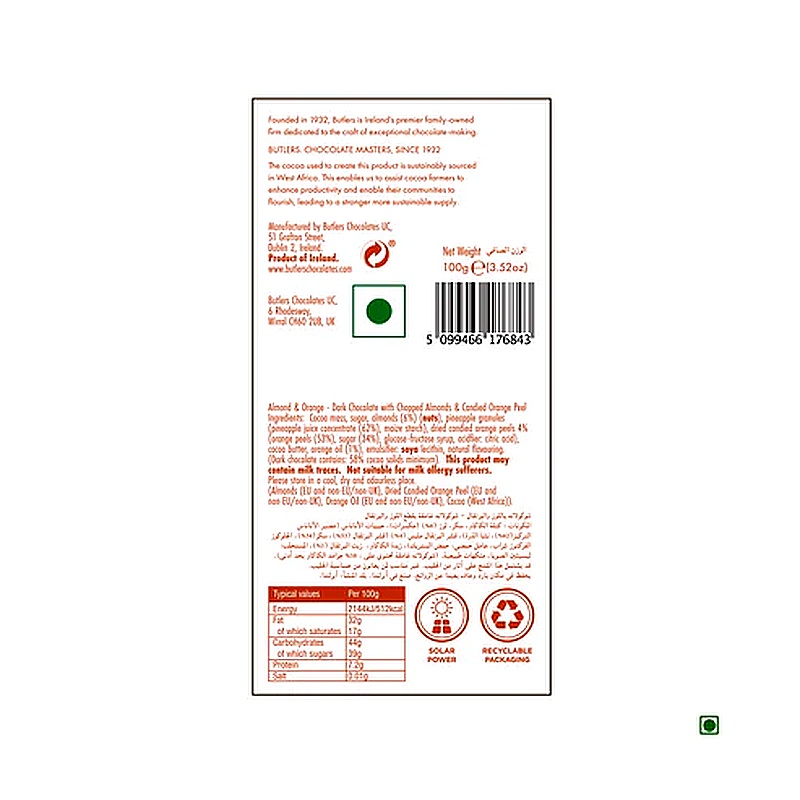 Founded in 1932, Butlers is Ireland's premier family-owned
firm dedicated to the craft of exceptional chocolate-making.
BUTLERS. CHOCOLATE MASTERS, SINCE 1932
The cocoa used to create this product is sustainably sourced
in West Africa. This enables us to assist cocoa farmers to
enhance productivity and enable their communities to
flourish, leading to a stronger more sustainable supply.
Manufactured by Butlers Chocolates UC,
51 Grafton Street,
Dublin 2, Ireland.
Product of Ireland.
www.butlerschocolates.com
®
Net Weight الوزن الصافي
100g ℮ (3.52oz)
Butlers Chocolates UC,
6 Rhodesway,
Wirral CH60 2UB, UK
5 099466 176843
Almond & Orange - Dark Chocolate with Chopped Almonds & Candied Orange Peel
Ingredients: Cocoa mass, sugar, almonds (6%) (nuts), pineapple granules
(pineapple juice concentrate (62%), maize starch), dried candied orange peels 4%
(orange peels (53%), sugar (34%), glucose-fructose syrup, acidifier: citric acid),
cocoa butter, orange oil (1%), emulsifier: soya lecithin, natural flavouring.
(Dark chocolate contains: 58% cocoa solids minimum). This product may
contain milk traces. Not suitable for milk allergy sufferers.
Please store in a cool, dry and odourless place.
(Almonds (EU and non-EU/non-UK), Dried Candied Orange Peel (EU and
non EU/non-UK), Orange Oil (EU and non EU/non-UK), Cocoa (West Africa)).
Typical values Per 100g
Energy 2144kJ/512kcal
Fat 32g
of which saturates 17g
Carbohydrates 44g
of which sugars 39g
Protein 7.2g
Salt 0.01g
SOLAR
POWER
RECYCLABLE
PACKAGING